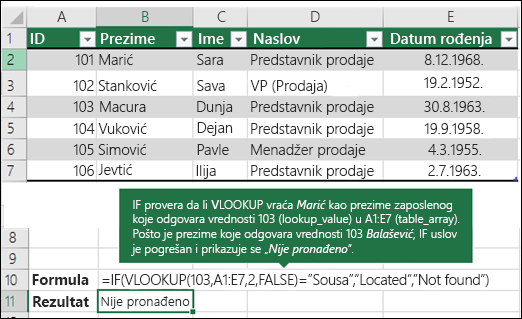 A B C D E
1 ID Prezime Ime Naslov Datum rođenja
2 101 Marić Sara Predstavnik prodaje 8.12.1968.
3 102 Stanković Sava VP (Prodaja) 19.2.1952.
4 103 Macura Dunja Predstavnik prodaje 30.8.1963.
5 104 Vuković Dejan Predstavnik prodaje 19.9.1958.
6 105 Simović Pavle Menadžer prodaje 4.3.1955.
7 106 Jevtić Ilija Predstavnik prodaje 2.7.1963.
IF provera da li VLOOKUP vraća Marić kao prezime zaposlenog
koje odgovara vrednosti 103 (lookup_value) u A1:E7 (table_array).
Pošto je prezime koje odgovara vrednosti 103 Balašević, IF uslov
je pogrešan i prikazuje se „Nije pronađeno”.
8
9
10 Formula =IF(VLOOKUP(103,A1:E7,2,FALSE)=”Sousa”,”Located”,”Not found”)
11 Rezultat Nije pronađeno